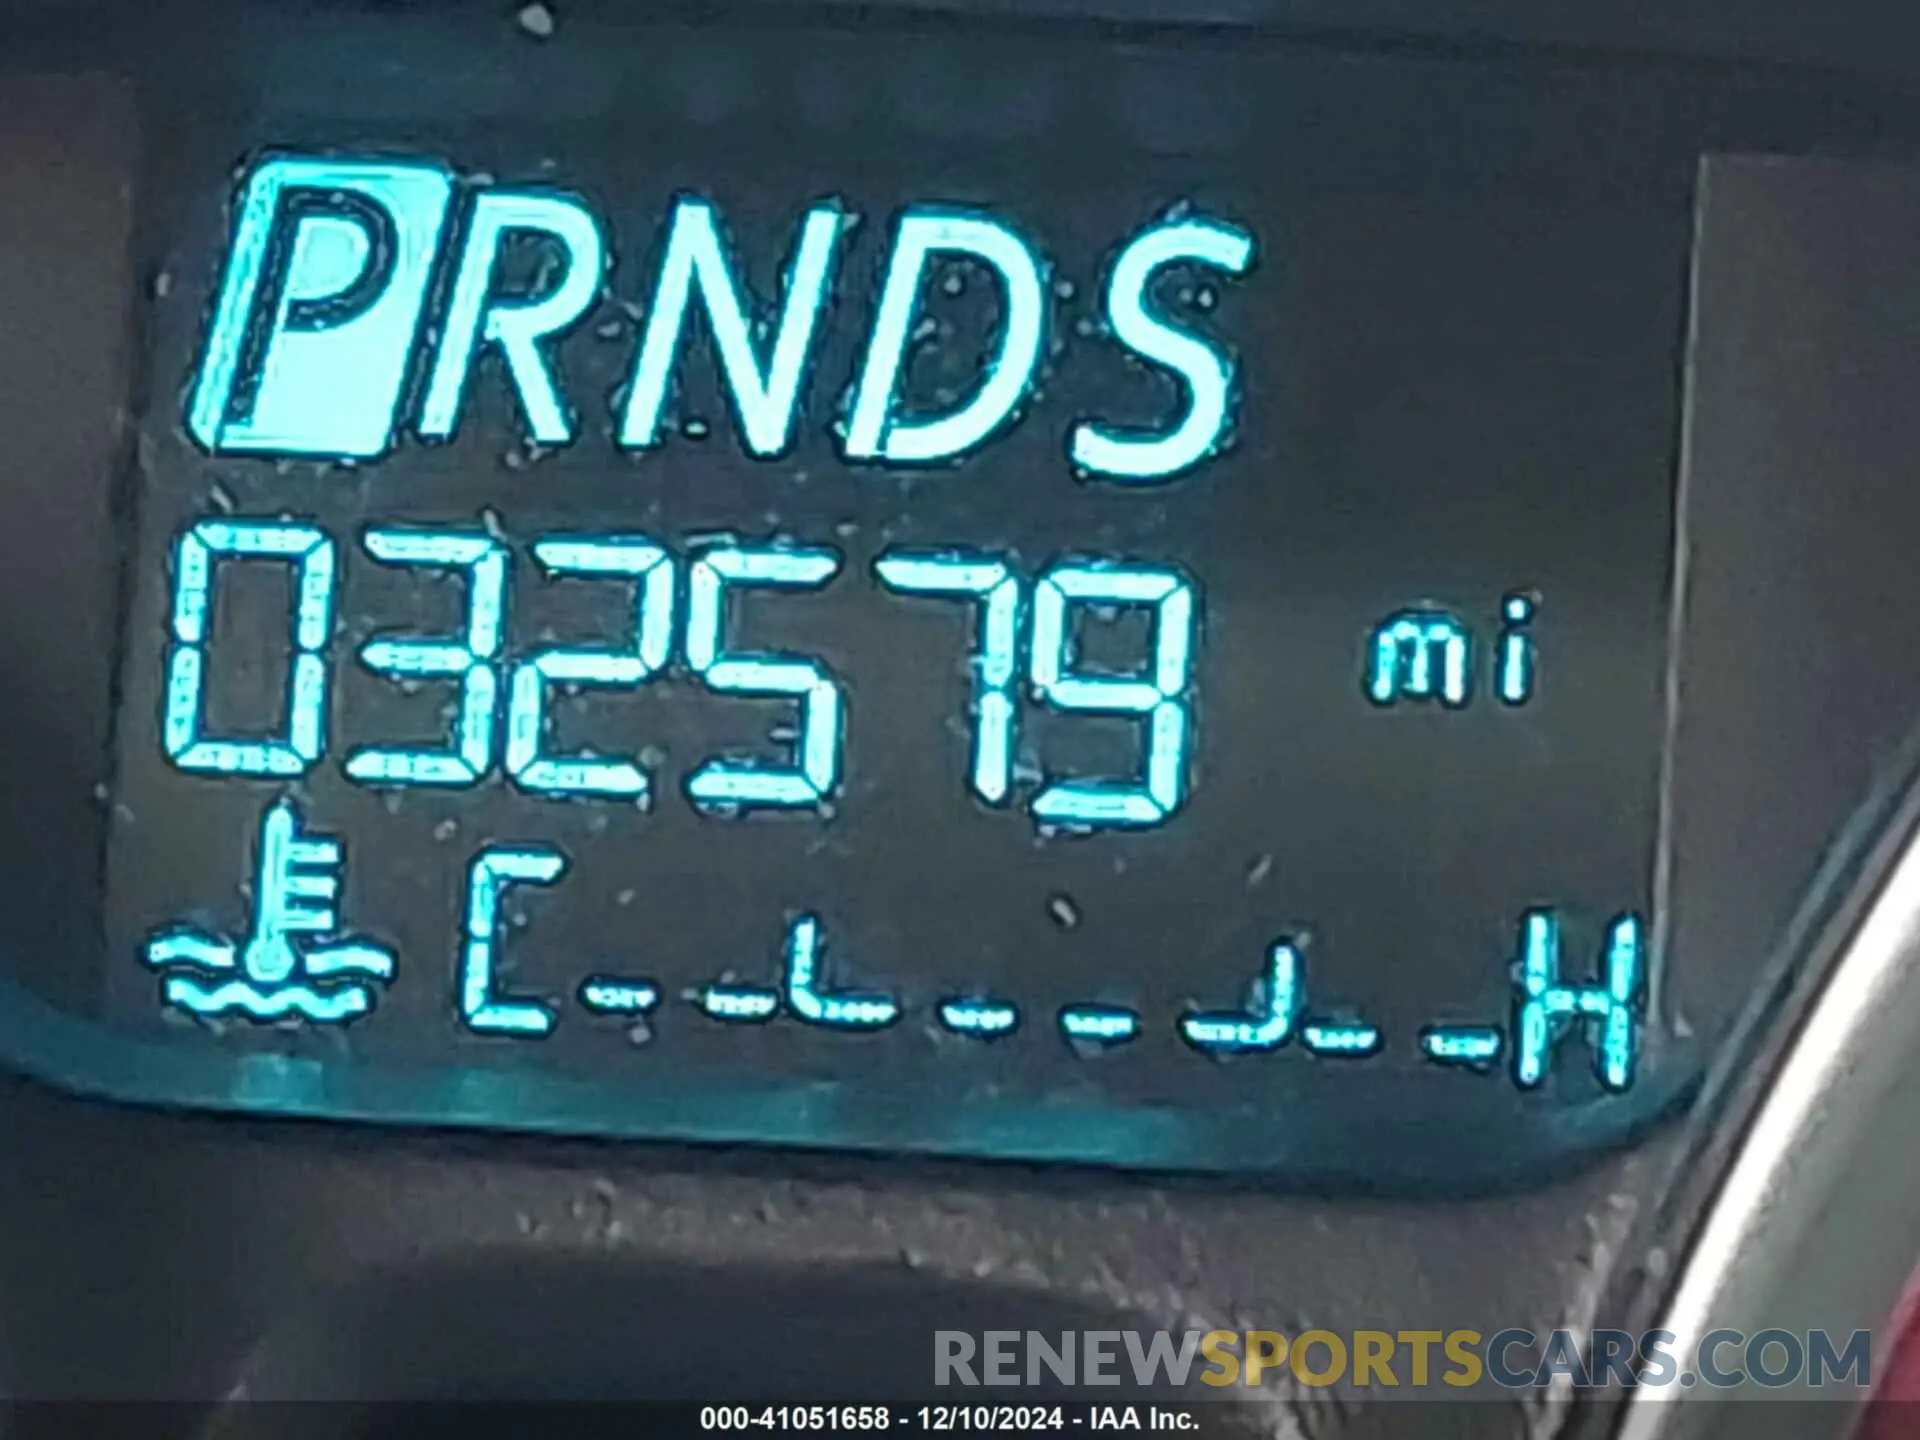 PRNDS
032579 mi
C H
RENEWSPORTSCARS.COM
000-41051658 - 12/10/2024 - IAA Inc.